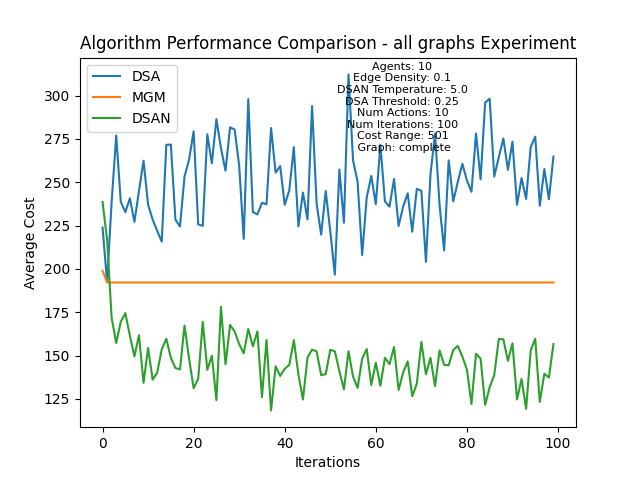 Algorithm Performance Comparison - all graphs Experiment
DSA
MGM
DSAN
Agents: 10
Edge Density: 0.1
DSAN Temperature: 5.0
DSA Threshold: 0.25
Num Actions: 10
Num Iterations: 100
Cost Range: 501
Graph: complete
Average Cost
300
275
250
225
200
175
150
125
0
20
40
60
80
100
Iterations